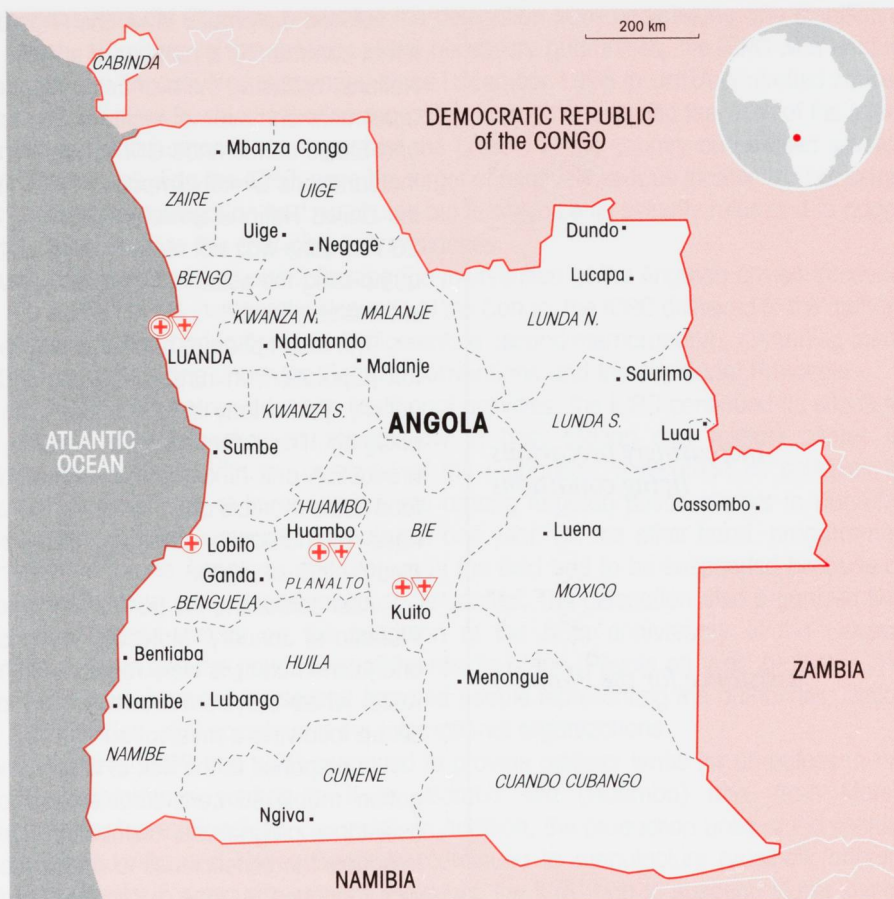 200 km
CABINDA
DEMOCRATIC REPUBLIC
of the CONGO
Mbanza Congo
ZAIRE
UIGE
Uige
Negage
Dundo
BENGO
Lucapa
KWANZA N.
MALANJE
LUNDA N.
LUANDA
Ndalatando
Malanje
Saurimo
KWANZA S.
ANGOLA
LUNDA S.
Luau
ATLANTIC
OCEAN
Sumbe
HUAMBO
Cassombo
Huambo
BIE
Luena
Lobito
Ganda
PLANALTO
MOXICO
BENGUELA
Kuito
Bentiaba
HUILA
ZAMBIA
Menongue
Namibe
Lubango
NAMIBE
CUNENE
CUANDO CUBANGO
Ngiva
NAMIBIA